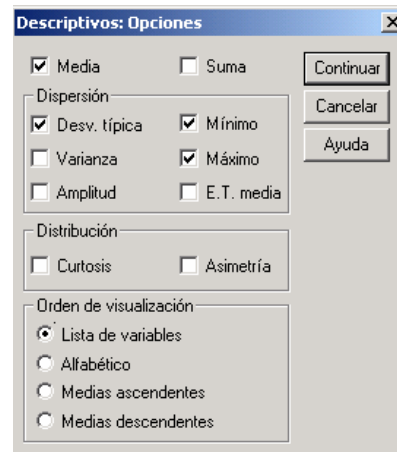 Descriptivos: Opciones
Media Suma Continuar
Dispersión Cancelar
Desv. típica Mínimo
Varianza Máximo Ayuda
Amplitud E.T. media
Distribución
Curtosis Asimetría
Orden de visualización
Lista de variables
Alfabético
Medias ascendentes
Medias descendentes